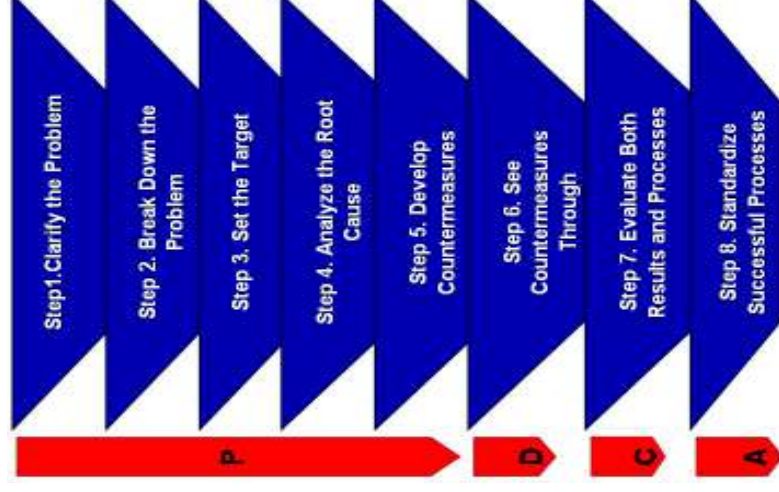 Step1.Clarify the Problem
Step 2. Break Down the
Problem
Step 3. Set the Target
Step 4. Analyze the Root
Cause
Step 5. Develop
Countermeasures
Step 6. See
Countermeasures
Through
Step 7. Evaluate Both
Results and Processes
Step 8. Standardize
Successful Processes
P
D
C
A